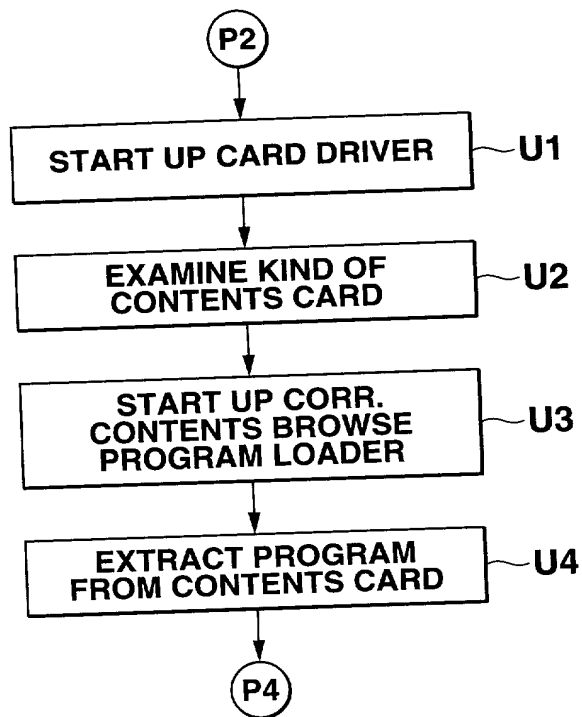 P2
START UP CARD DRIVER
U1
EXAMINE KIND OF
CONTENTS CARD
U2
START UP CORR.
CONTENTS BROWSE
PROGRAM LOADER
U3
EXTRACT PROGRAM
FROM CONTENTS CARD
U4
P4